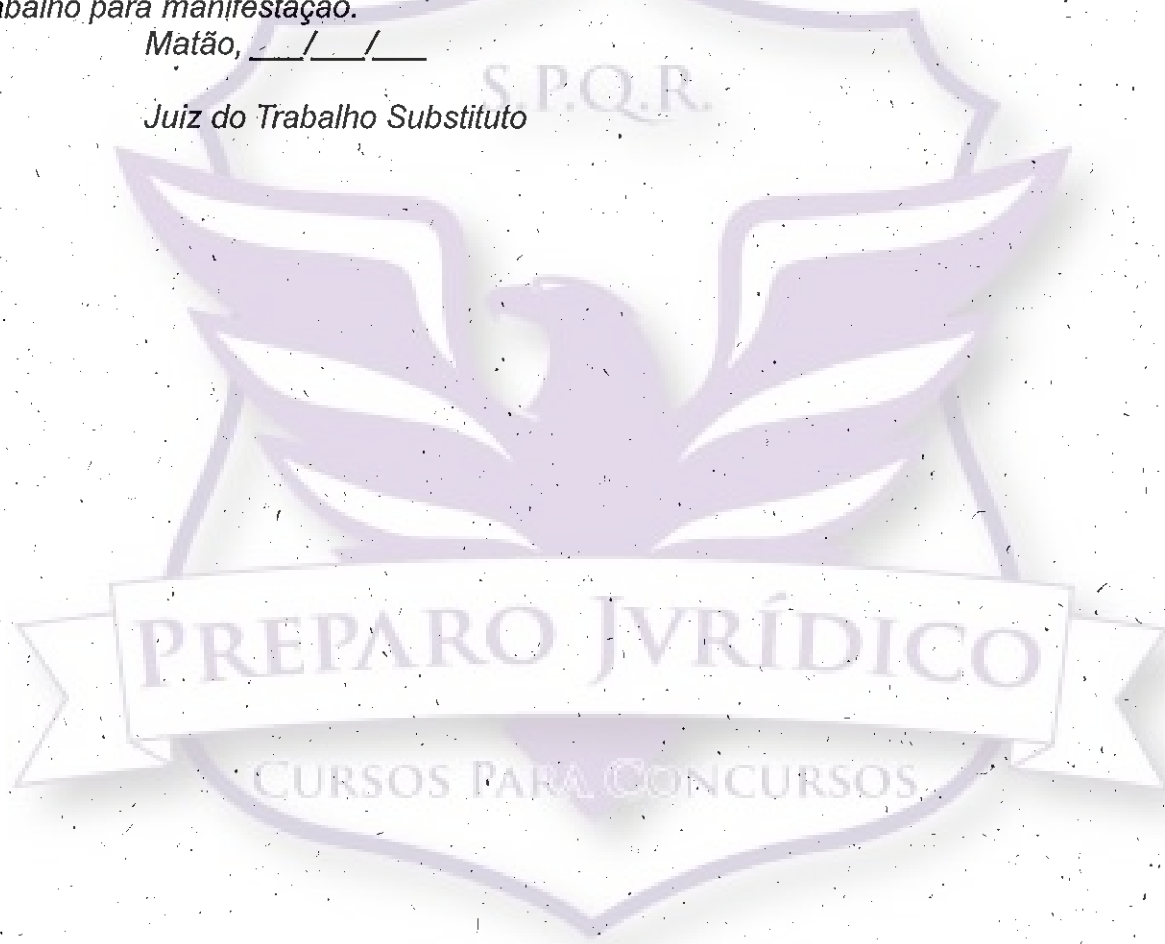 abalho para manifestação.
Matão, ___/___/___
Juiz do Trabalho Substituto
S.P.Q.R.
PREPARO JVRÍDICO
CURSOS PARA CONCURSOS